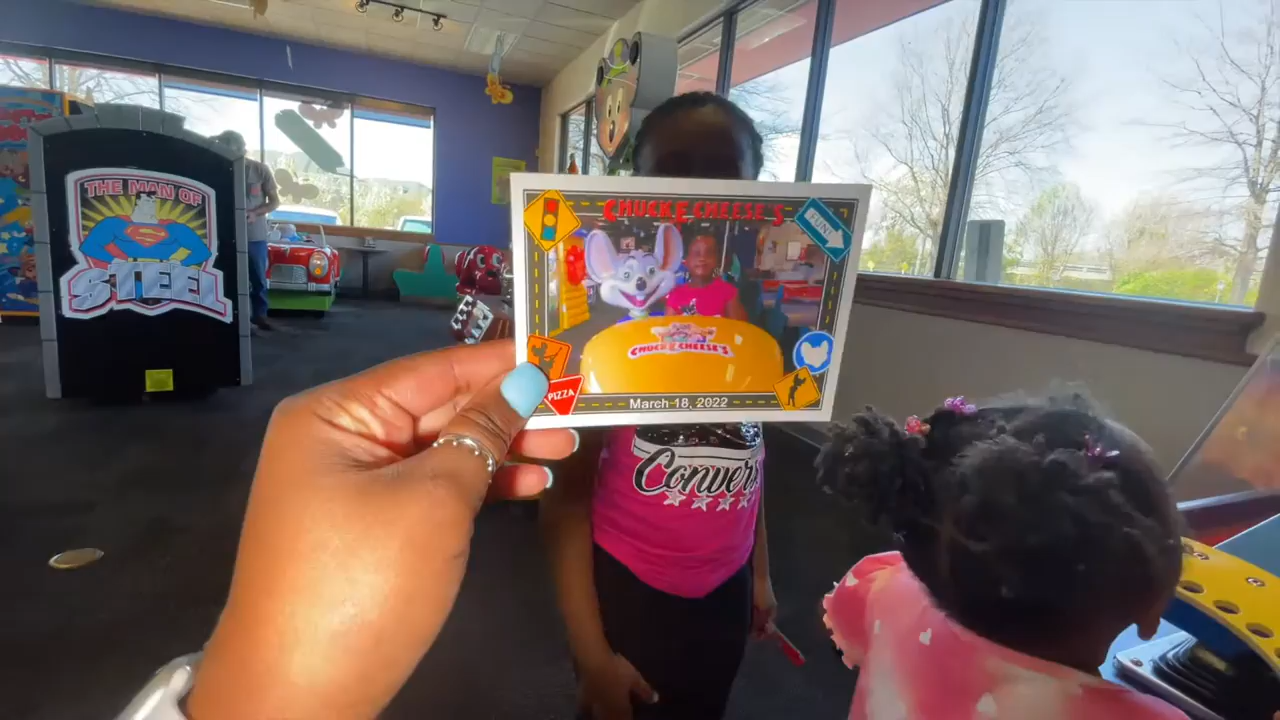 THE MAN OF
STEEL
CHUCK E CHEESE'S
FUN!
CHUCK E CHEESE'S
PIZZA
March 18, 2022
Convers